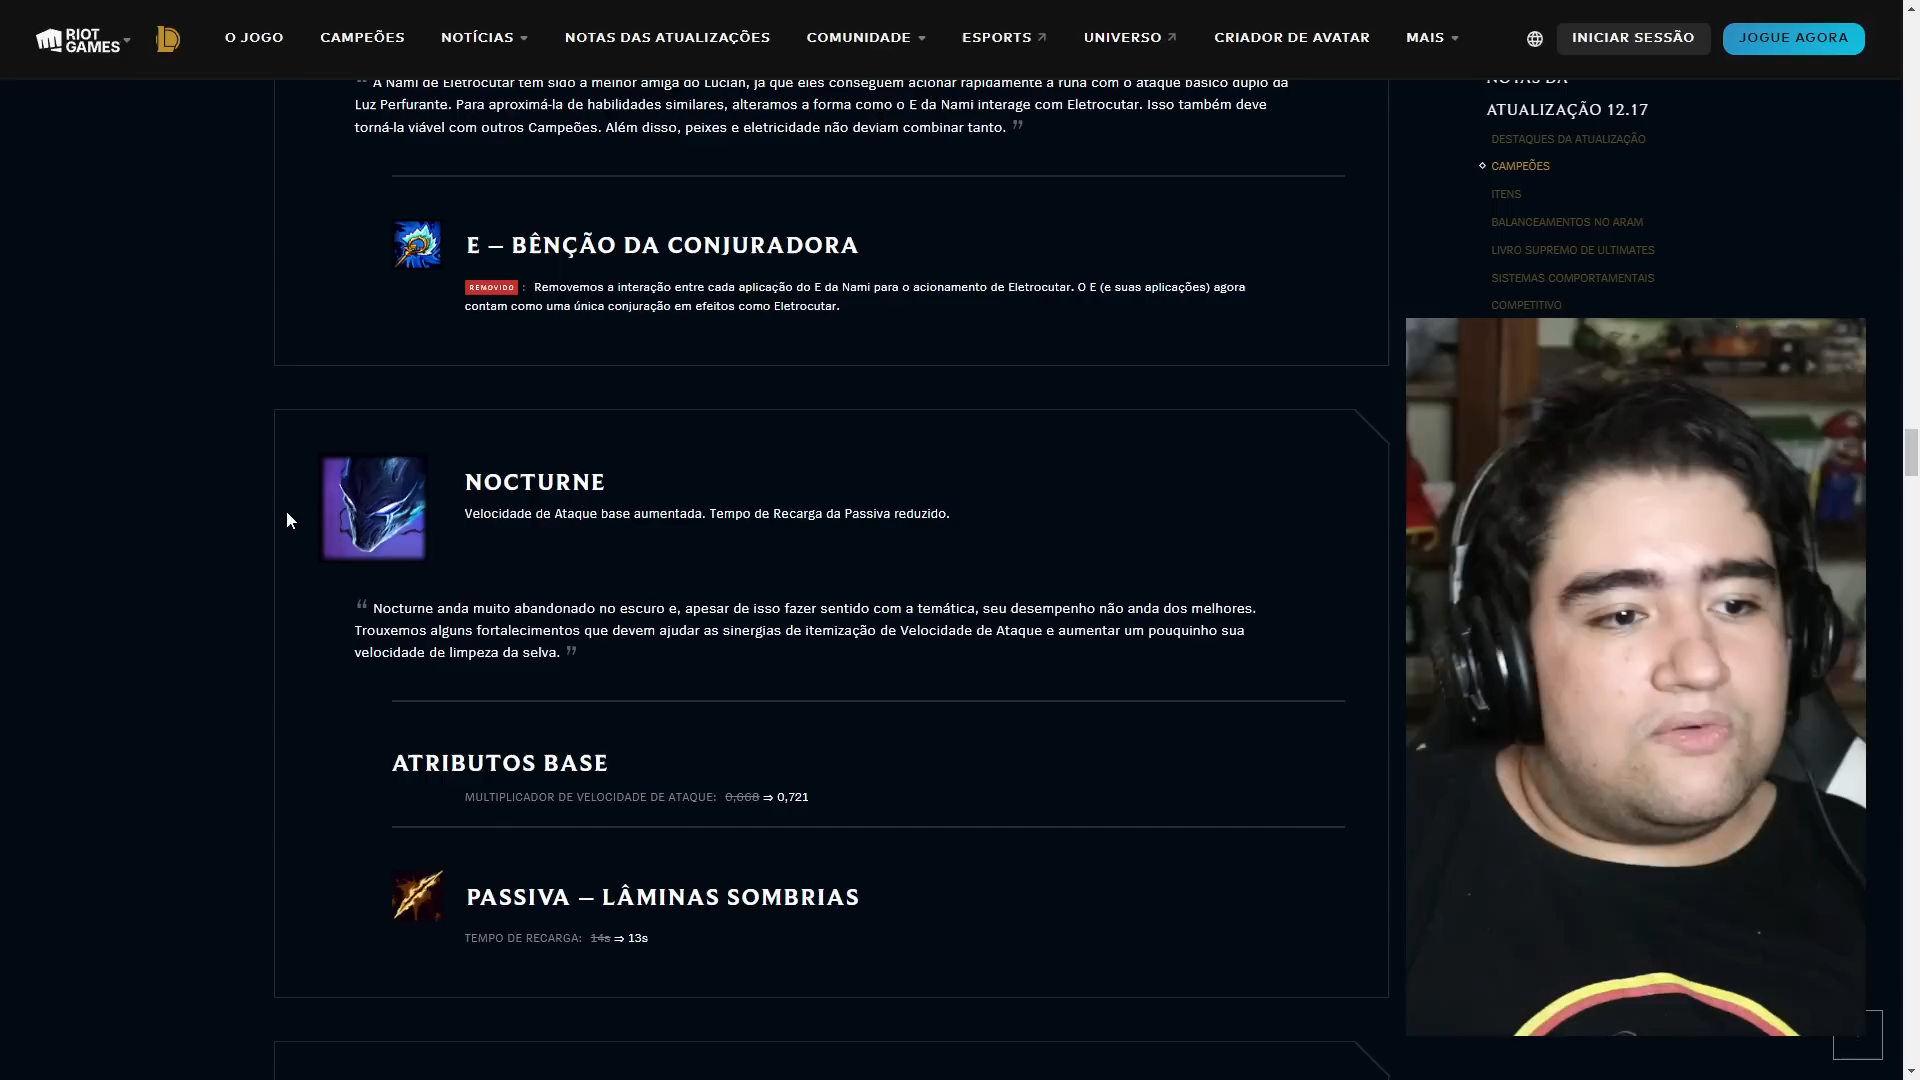 RIOT GAMES
O JOGO
CAMPEÕES
NOTÍCIAS
NOTAS DAS ATUALIZAÇÕES
COMUNIDADE
ESPORTS
UNIVERSO
CRIADOR DE AVATAR
MAIS
INICIAR SESSÃO
JOGUE AGORA
“ A Nami de Eletrocutar tem sido a melhor amiga do Lucian, já que eles conseguem acionar rapidamente a runa com o ataque básico duplo da
Luz Perfurante. Para aproximá-la de habilidades similares, alteramos a forma como o E da Nami interage com Eletrocutar. Isso também deve
torná-la viável com outros Campeões. Além disso, peixes e eletricidade não deviam combinar tanto. ”
E – BÊNÇÃO DA CONJURADORA
REMOVIDO : Removemos a interação entre cada aplicação do E da Nami para o acionamento de Eletrocutar. O E (e suas aplicações) agora
contam como uma única conjuração em efeitos como Eletrocutar.
NOCTURNE
Velocidade de Ataque base aumentada. Tempo de Recarga da Passiva reduzido.
“ Nocturne anda muito abandonado no escuro e, apesar de isso fazer sentido com a temática, seu desempenho não anda dos melhores.
Trouxemos alguns fortalecimentos que devem ajudar as sinergias de itemização de Velocidade de Ataque e aumentar um pouquinho sua
velocidade de limpeza da selva. ”
ATRIBUTOS BASE
MULTIPLICADOR DE VELOCIDADE DE ATAQUE: 0,668 ⇒ 0,721
PASSIVA – LÂMINAS SOMBRIAS
TEMPO DE RECARGA: 14s ⇒ 13s
NOTAS DA
ATUALIZAÇÃO 12.17
DESTAQUES DA ATUALIZAÇÃO
CAMPEÕES
ITENS
BALANCEAMENTOS NO ARAM
LIVRO SUPREMO DE ULTIMATES
SISTEMAS COMPORTAMENTAIS
COMPETITIVO